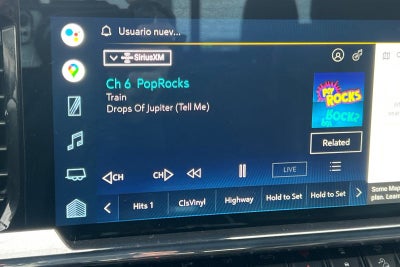 Usuario nuev...
SiriusXM
Ch 6 PopRocks
Train
Drops Of Jupiter (Tell Me)
POP
ROCKS
Related
CH
CH
LIVE
Hits 1
ClsVinyl
Highway
Hold to Set
Hold to Set
Some Map
plan. Learn